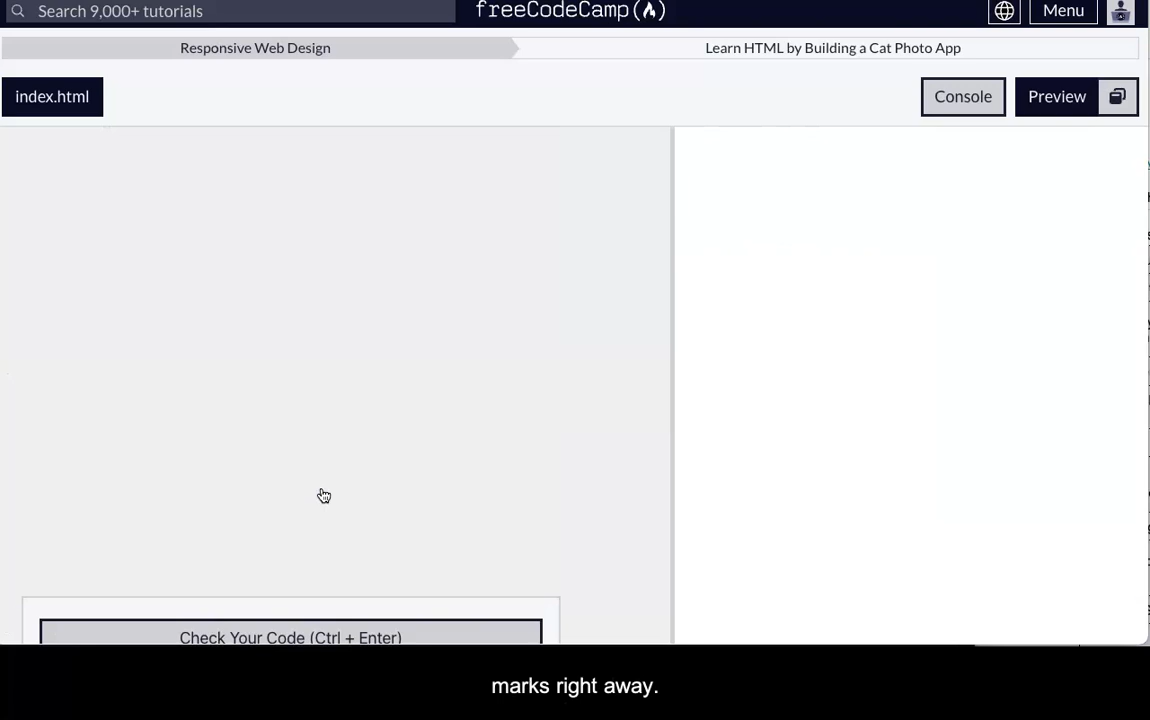 Search 9,000+ tutorials
freeCodeCamp(🔥)
Menu
Responsive Web Design
Learn HTML by Building a Cat Photo App
index.html
Console
Preview
Check Your Code (Ctrl + Enter)
marks right away.